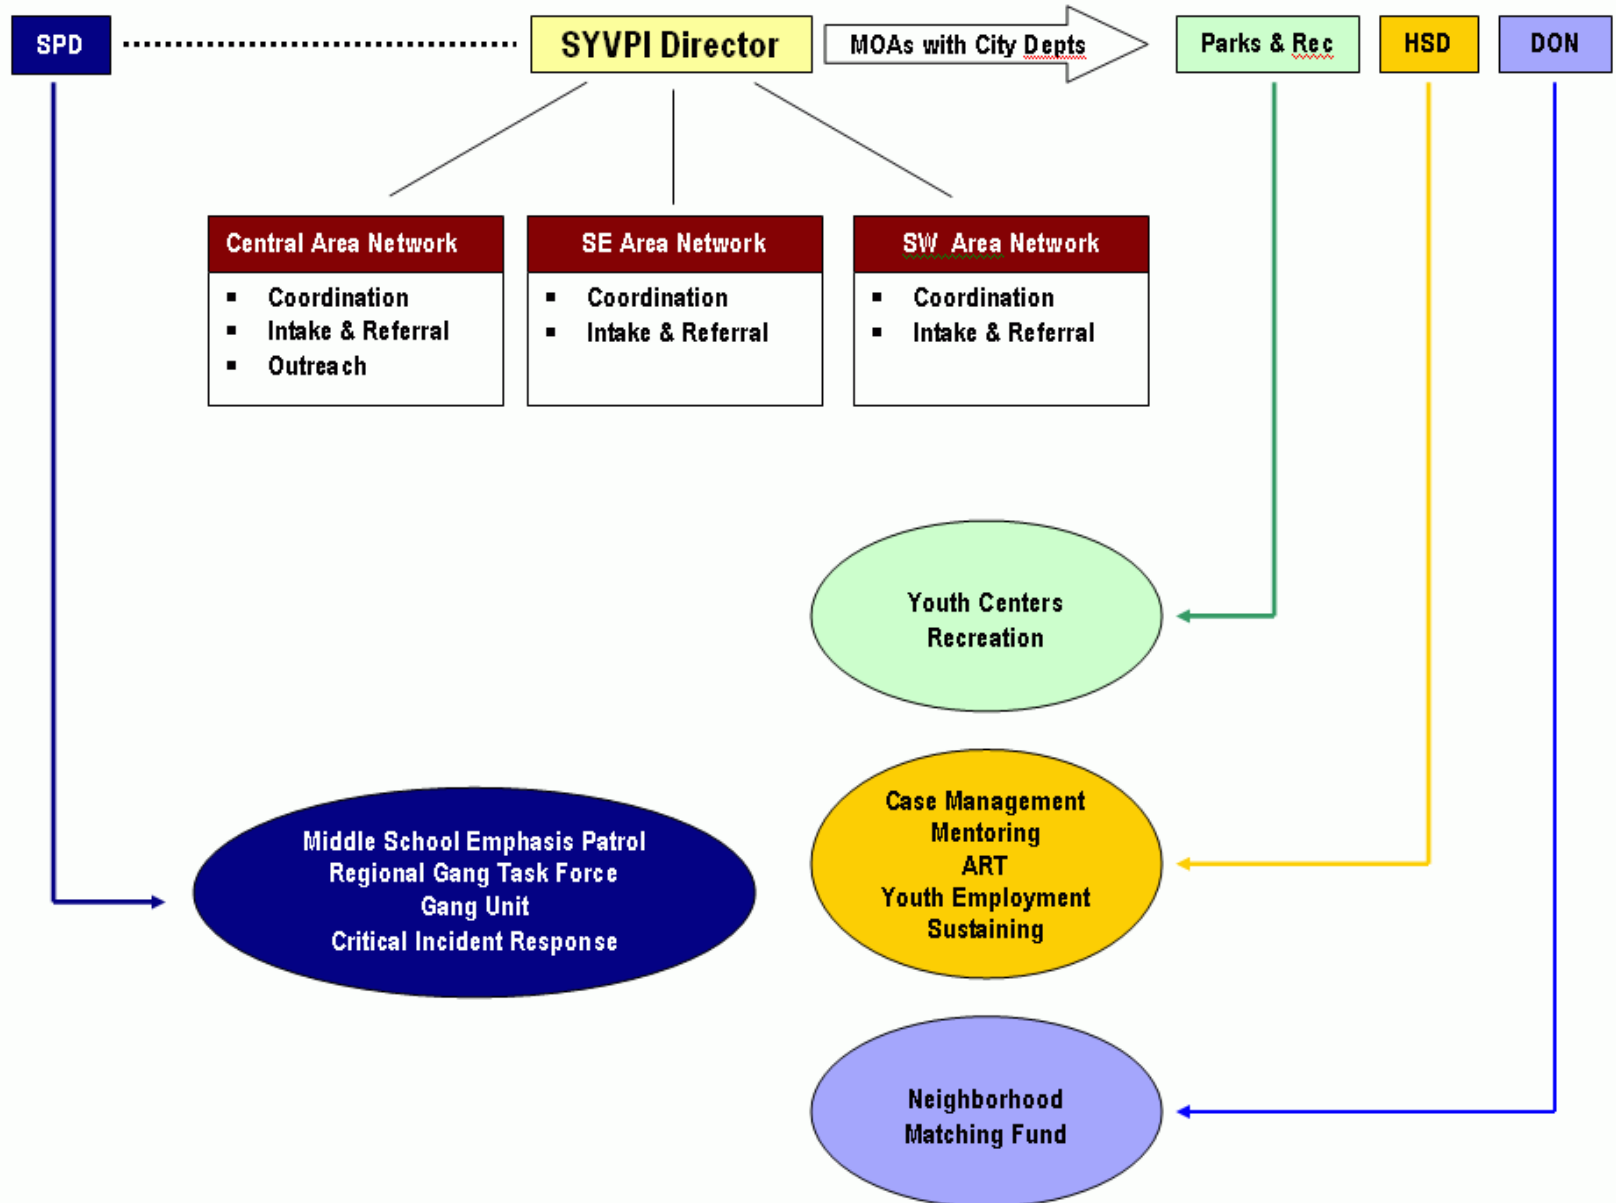 SPD
SYVPI Director
MOAs with City Depts
Parks & Rec
HSD
DON
Central Area Network
▪ Coordination
▪ Intake & Referral
▪ Outreach
SE Area Network
▪ Coordination
▪ Intake & Referral
SW Area Network
▪ Coordination
▪ Intake & Referral
Youth Centers
Recreation
Middle School Emphasis Patrol
Regional Gang Task Force
Gang Unit
Critical Incident Response
Case Management
Mentoring
ART
Youth Employment
Sustaining
Neighborhood
Matching Fund